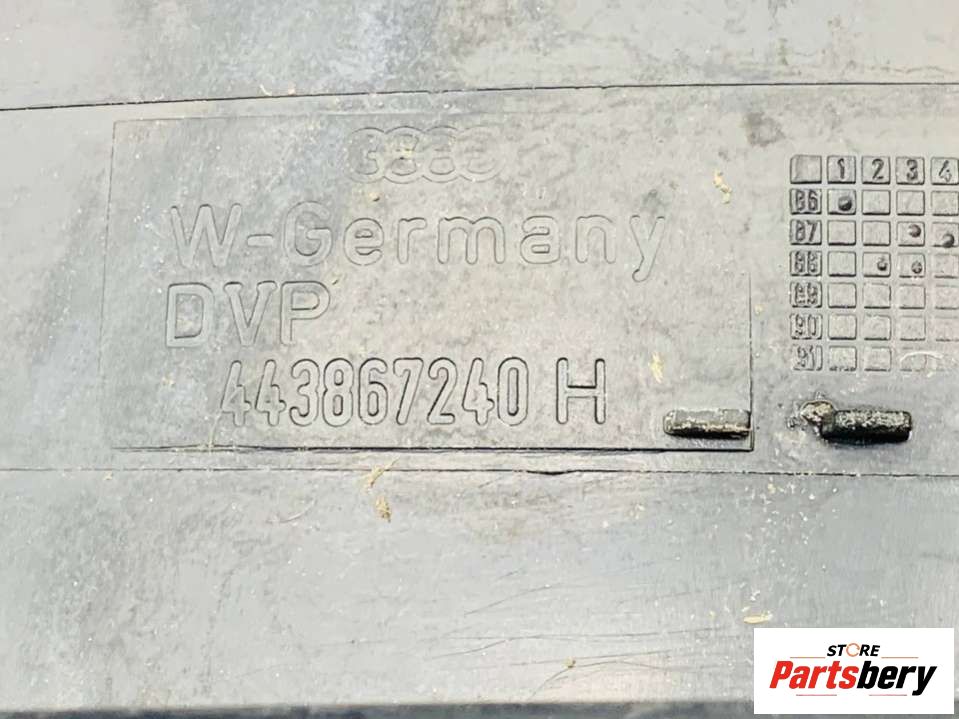 W-Germany
DVP
443867240 H
1 2 3 4
86
87
88
89
90
91
STORE
Partsbery